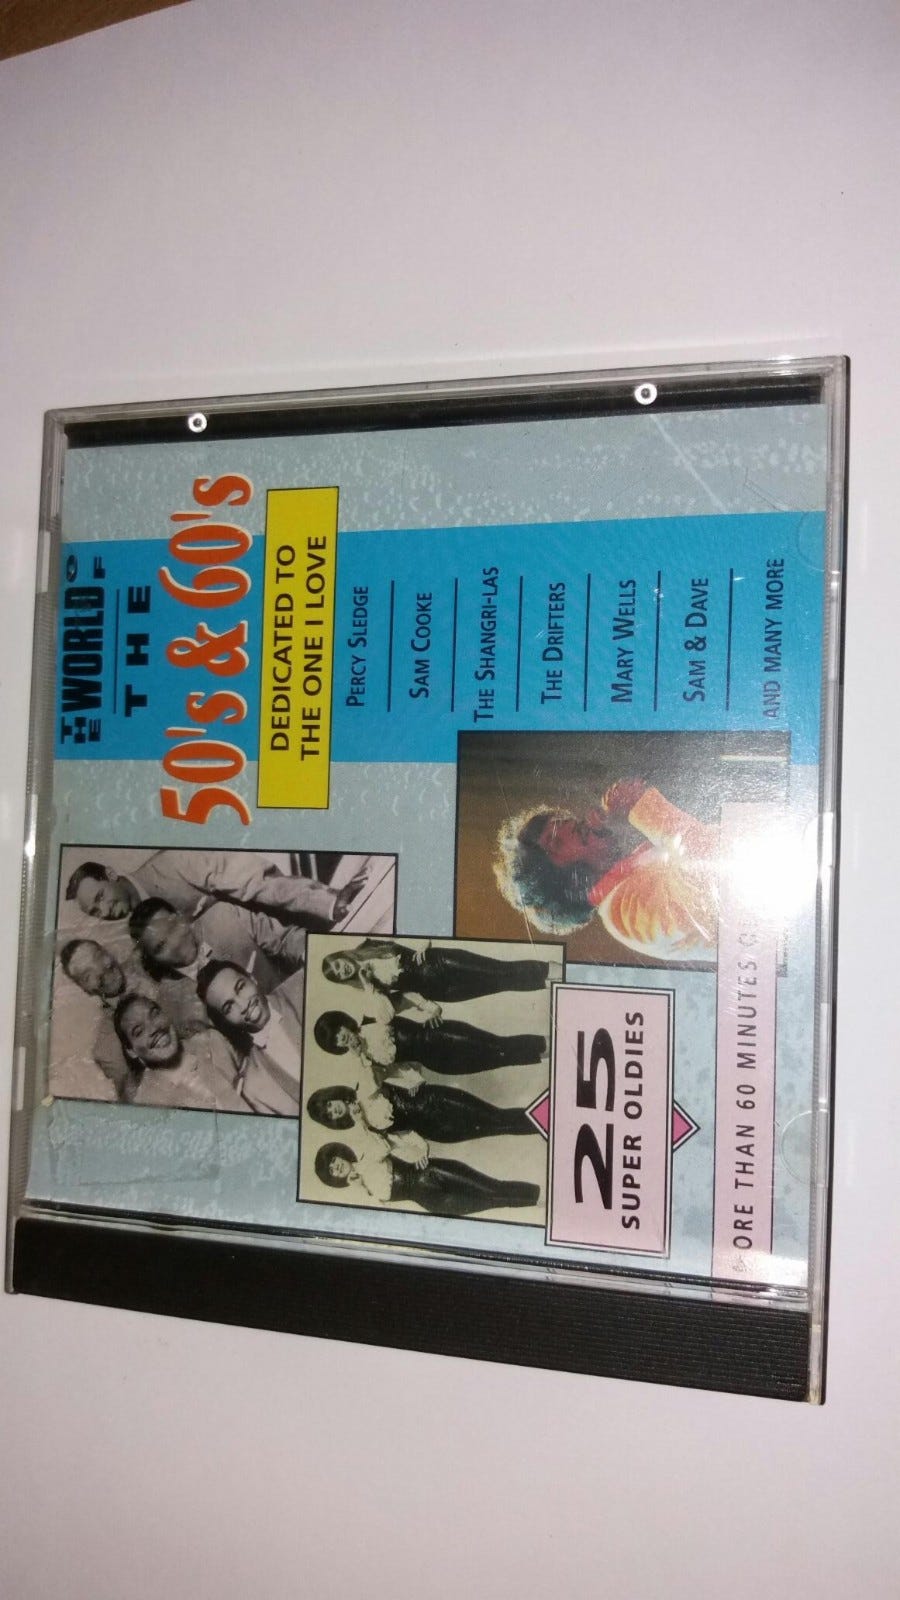 THE WORLD OF
THE
50's & 60's
DEDICATED TO
THE ONE I LOVE
PERCY SLEDGE
SAM COOKE
THE SHANGRI-LAS
THE DRIFTERS
MARY WELLS
SAM & DAVE
AND MANY MORE
25
SUPER OLDIES
ORE THAN 60 MINUTES